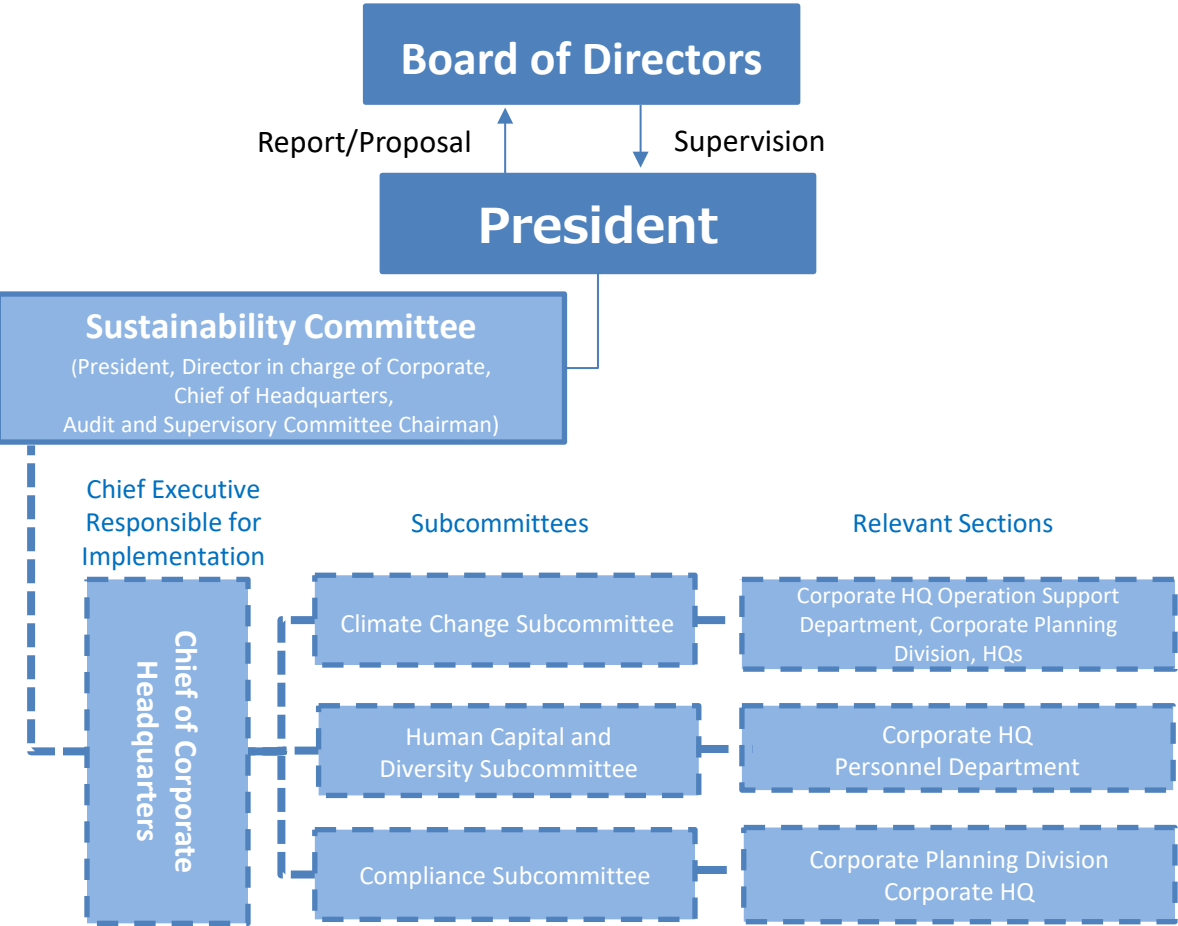 Board of Directors
Report/Proposal
Supervision
President
Sustainability Committee
(President, Director in charge of Corporate,
Chief of Headquarters,
Audit and Supervisory Committee Chairman)
Chief Executive
Responsible for
Implementation
Subcommittees
Relevant Sections
Chief of Corporate
Headquarters
Climate Change Subcommittee
Corporate HQ Operation Support
Department, Corporate Planning
Division, HQs
Human Capital and
Diversity Subcommittee
Corporate HQ
Personnel Department
Compliance Subcommittee
Corporate Planning Division
Corporate HQ